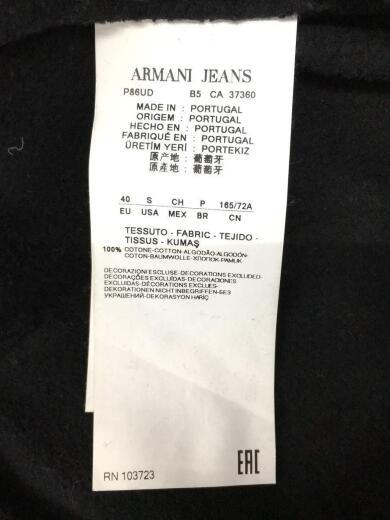 ARMANI JEANS
P86UD B5 CA 37360
MADE IN : PORTUGAL
ORIGEM : PORTUGAL
HECHO EN : PORTUGAL
FABRIQUÉ EN : PORTUGAL
ÜRETİM YERİ : PORTEKIZ
原产地 : 葡萄牙
原產地 : 葡萄牙
40 S CH P 165/72A
EU USA MEX BR CN
TESSUTO - FABRIC - TEJIDO -
TISSUS - KUMAŞ
100% COTONE-COTTON-ALGODÃO-ALGODÓN-
COTON-BAUMWOLLE-ХЛОПОК-PAMUK
DECORAZIONI ESCLUSE-DECORATIONS EXCLUDED-
DECORAÇÕES EXCLUÍDAS-DECORACIONES
EXCLUIDAS-DÉCORATIONS EXCLUES-
DEKORATIONEN NICHT INBEGRIFFEN-БЕЗ
УКРАШЕНИЙ-DEKORASYON HARİÇ
RN 103723
EAC